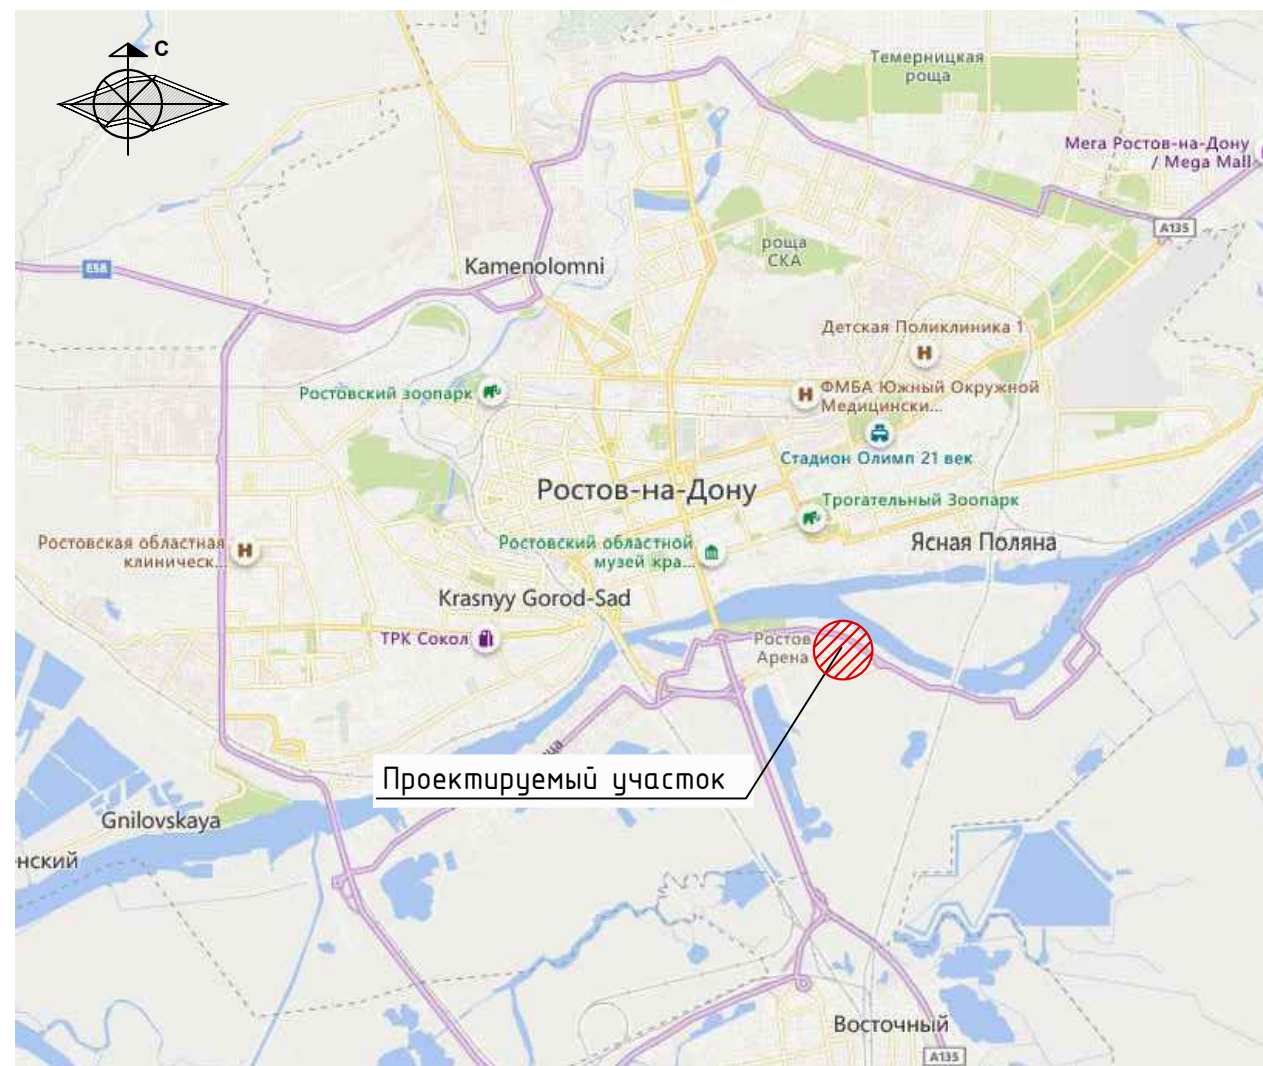 С
Темерницкая
роща
Мега Ростов-на-Дону
/ Mega Mall
A135
роща
СКА
Kamenolomni
E58
Детская Поликлиника 1
H
Ростовский зоопарк
H
ФМБА Южный Окружной
Медицински...
Стадион Олимп 21 век
Ростов-на-Дону
Трогательный Зоопарк
Ростовская областная
клиническ...
H
Ростовский областной
музей кра...
Ясная Поляна
Krasnyy Gorod-Sad
ТРК Сокол
Ростов
Арена
Проектируемый участок
Gnilovskaya
нский
Восточный
A135